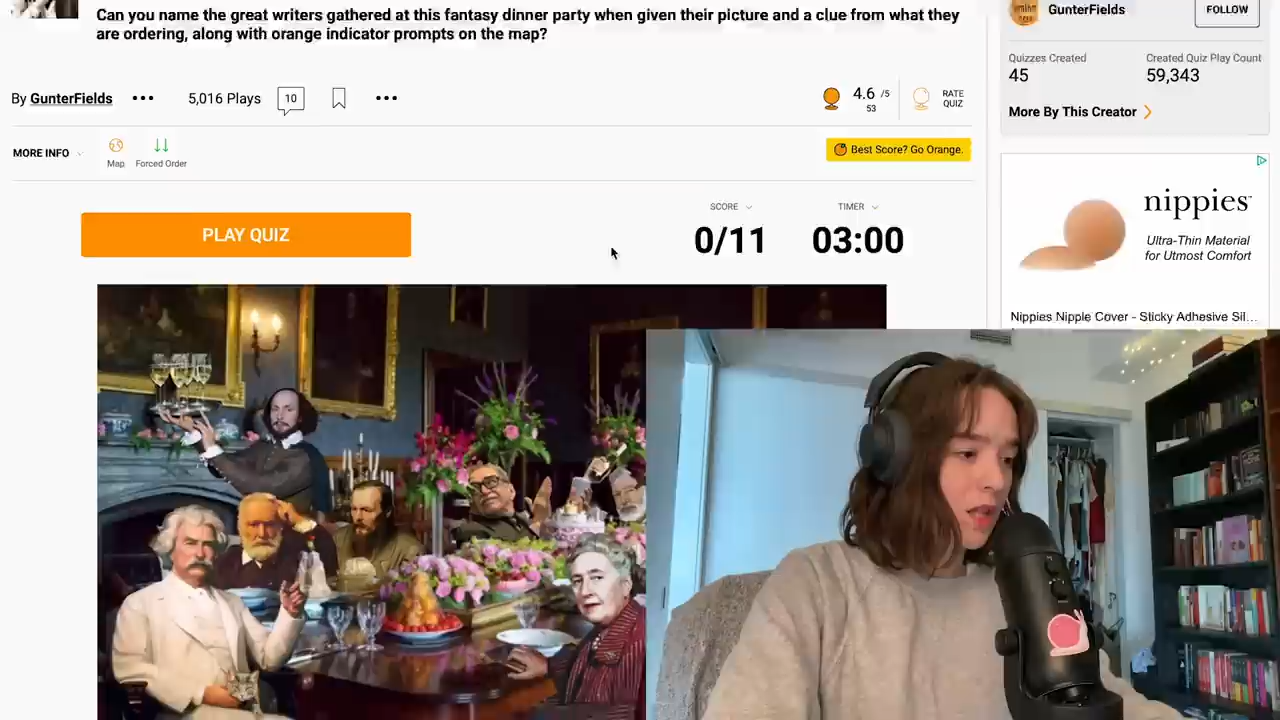 Can you name the great writers gathered at this fantasy dinner party when given their picture and a clue from what they
are ordering, along with orange indicator prompts on the map?
By GunterFields ••• 5,016 Plays 10 •••
4.6 /5
53
RATE
QUIZ
MORE INFO
Map
Forced Order
Best Score? Go Orange.
PLAY QUIZ
SCORE
0/11
TIMER
03:00
GunterFields
FOLLOW
Quizzes Created
45
Created Quiz Play Count
59,343
More By This Creator
nippies
Ultra-Thin Material
for Utmost Comfort
Nippies Nipple Cover - Sticky Adhesive Sil...